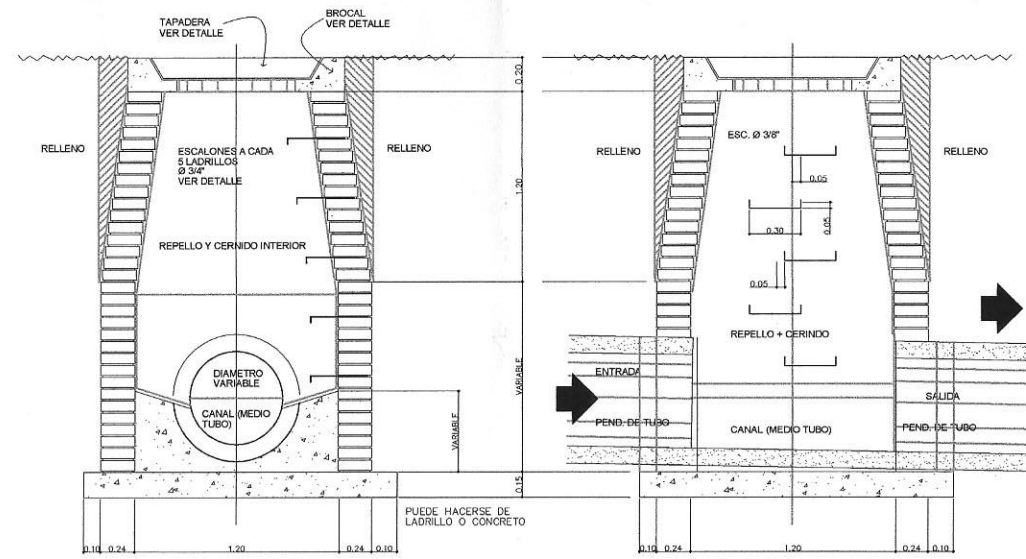 TAPADERA
VER DETALLE
BROCAL
VER DETALLE
0.20
RELLENO
ESCALONES A CADA
5 LADRILLOS
Ø 3/4"
VER DETALLE
RELLENO
1.20
REPELLO Y CERNIDO INTERIOR
DIAMETRO
VARIABLE
CANAL (MEDIO
TUBO)
VARIABLE
VARIABLE
0.15
PUEDE HACERSE DE
LADRILLO O CONCRETO
0.10
0.24
1.20
0.24
0.10
ESC. Ø 3/8"
RELLENO
RELLENO
0.05
0.30
0.05
0.05
REPELLO + CERINDO
ENTRADA
SALIDA
PEND. DE TUBO
CANAL (MEDIO TUBO)
PEND. DE TUBO
0.10
0.24
1.20
0.24
0.10